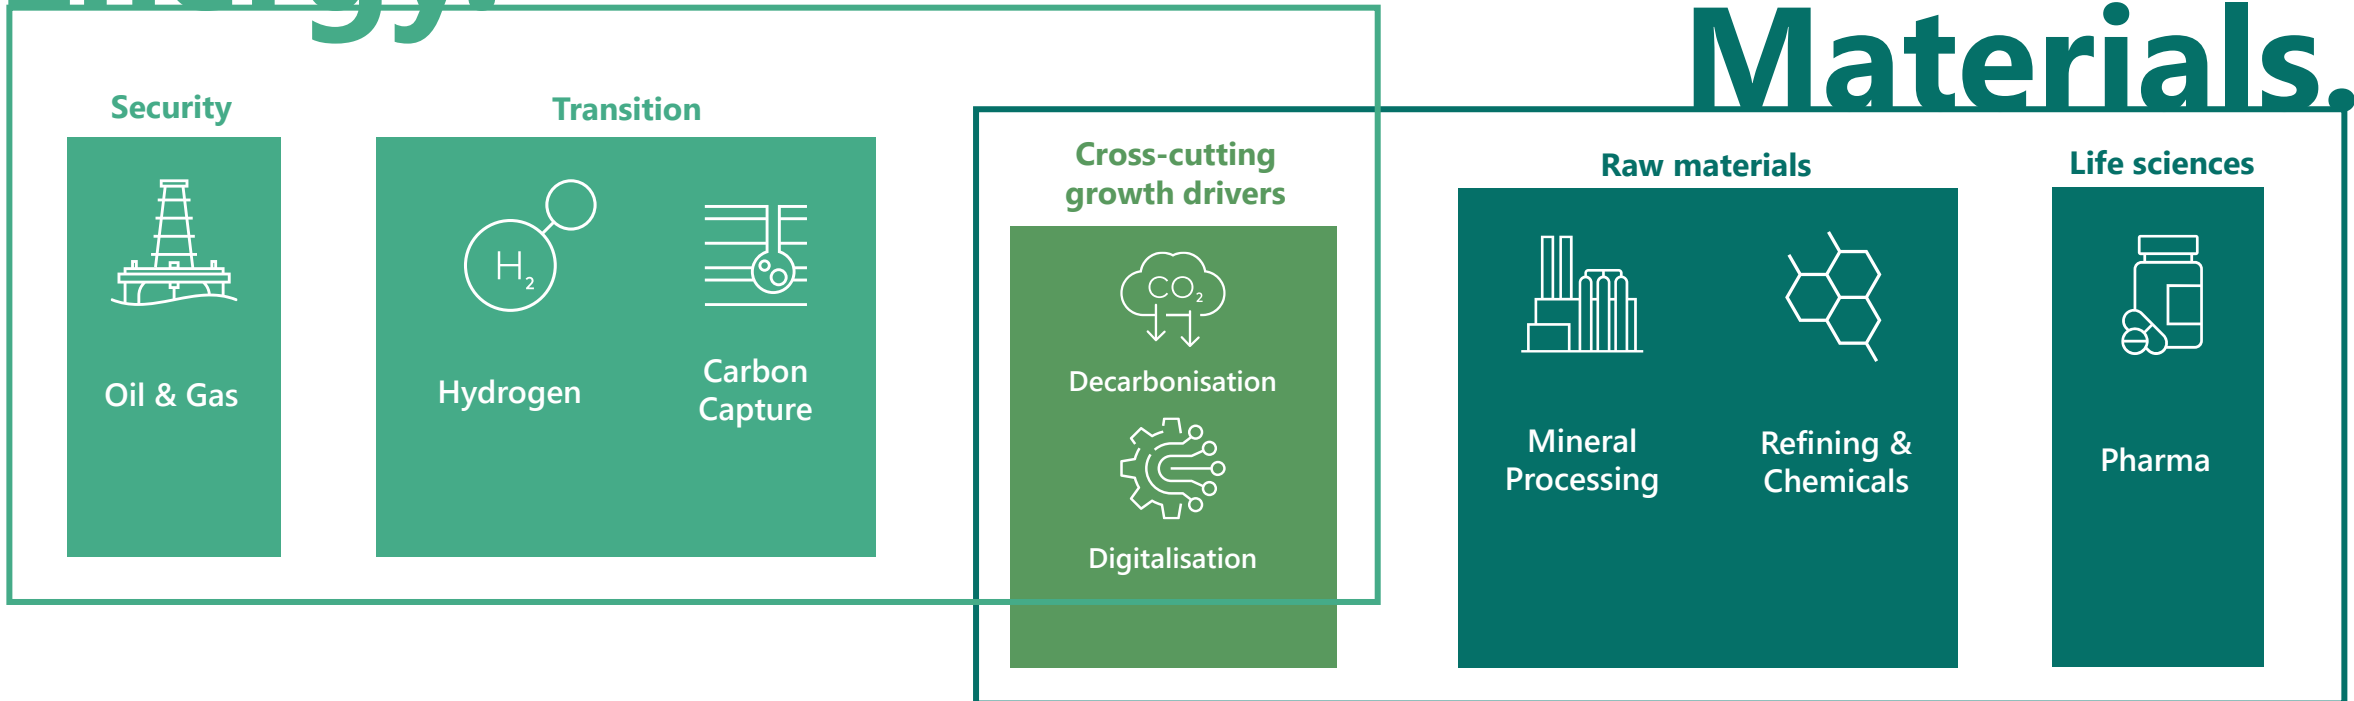 Energy.
Materials.
Security
Oil & Gas
Transition
H2
Hydrogen
Carbon
Capture
Cross-cutting
growth drivers
CO2
Decarbonisation
Digitalisation
Raw materials
Mineral
Processing
Refining &
Chemicals
Life sciences
Pharma